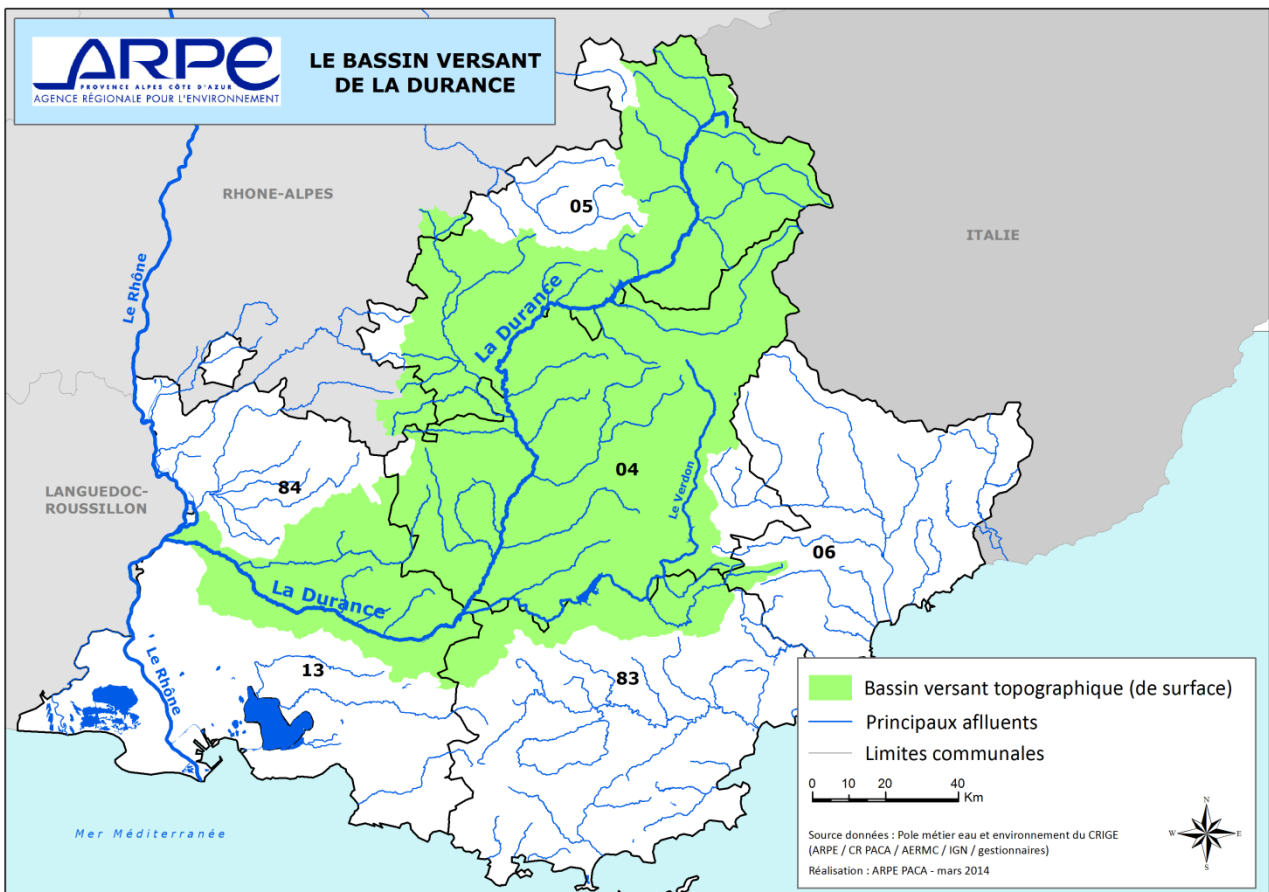 ARPE
PROVENCE ALPES CÔTE D'AZUR
AGENCE RÉGIONALE POUR L'ENVIRONNEMENT
LE BASSIN VERSANT
DE LA DURANCE
RHONE-ALPES
05
ITALIE
Le Rhône
La Durance
04
84
LANGUEDOC-
ROUSSILLON
Le Verdon
06
La Durance
13
Le Rhône
83
Mer Méditerranée
Bassin versant topographique (de surface)
Principaux aflluents
Limites communales
0 10 20 40
Km
Source données : Pole métier eau et environnement du CRIGE
(ARPE / CR PACA / AERMC / IGN / gestionnaires)
Réalisation : ARPE PACA - mars 2014
N
W E
S